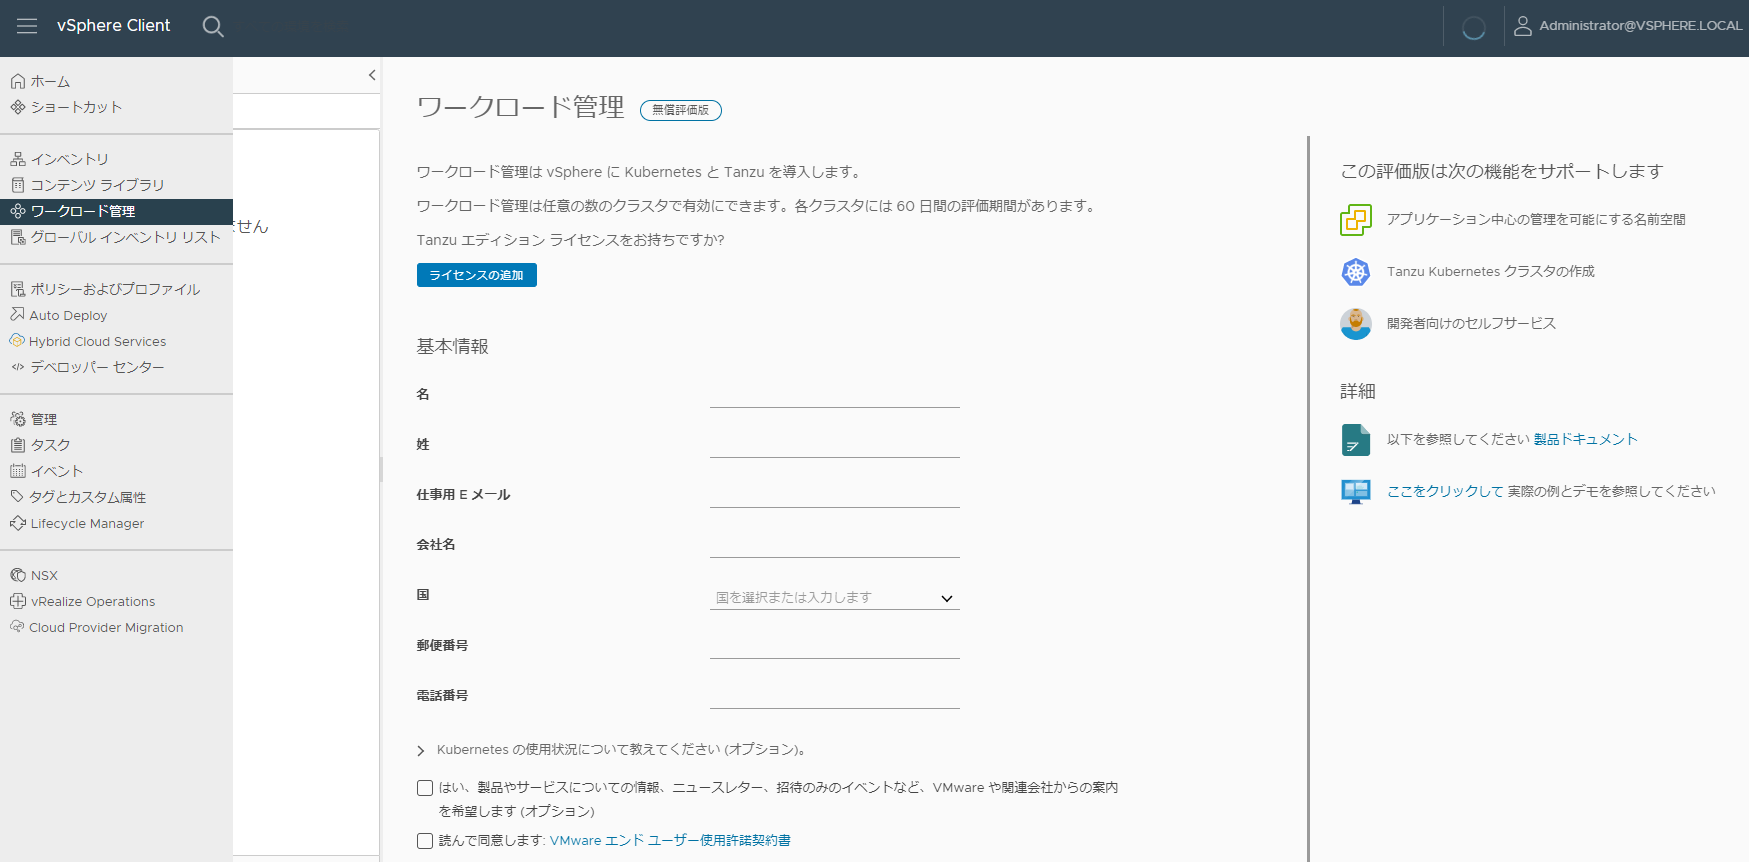 vSphere Client
Administrator@VSPHERE.LOCAL
ホーム
ショートカット
インベントリ
コンテンツ ライブラリ
ワークロード管理
グローバル インベントリ リスト
ポリシーおよびプロファイル
Auto Deploy
Hybrid Cloud Services
デベロッパー センター
管理
タスク
イベント
タグとカスタム属性
Lifecycle Manager
NSX
vRealize Operations
Cloud Provider Migration
せん
ワークロード管理 無償評価版
ワークロード管理は vSphere に Kubernetes と Tanzu を導入します。
ワークロード管理は任意の数のクラスタで有効にできます。各クラスタには 60 日間の評価期間があります。
Tanzu エディション ライセンスをお持ちですか?
ライセンスの追加
基本情報
名
姓
仕事用 E メール
会社名
国 国を選択または入力します
郵便番号
電話番号
Kubernetes の使用状況について教えてください (オプション)。
はい、製品やサービスについての情報、ニュースレター、招待のみのイベントなど、VMware や関連会社からの案内
を希望します (オプション)
読んで同意します: VMware エンド ユーザー使用許諾契約書
この評価版は次の機能をサポートします
アプリケーション中心の管理を可能にする名前空間
Tanzu Kubernetes クラスタの作成
開発者向けのセルフサービス
詳細
以下を参照してください 製品ドキュメント
ここをクリックして 実際の例とデモを参照してください